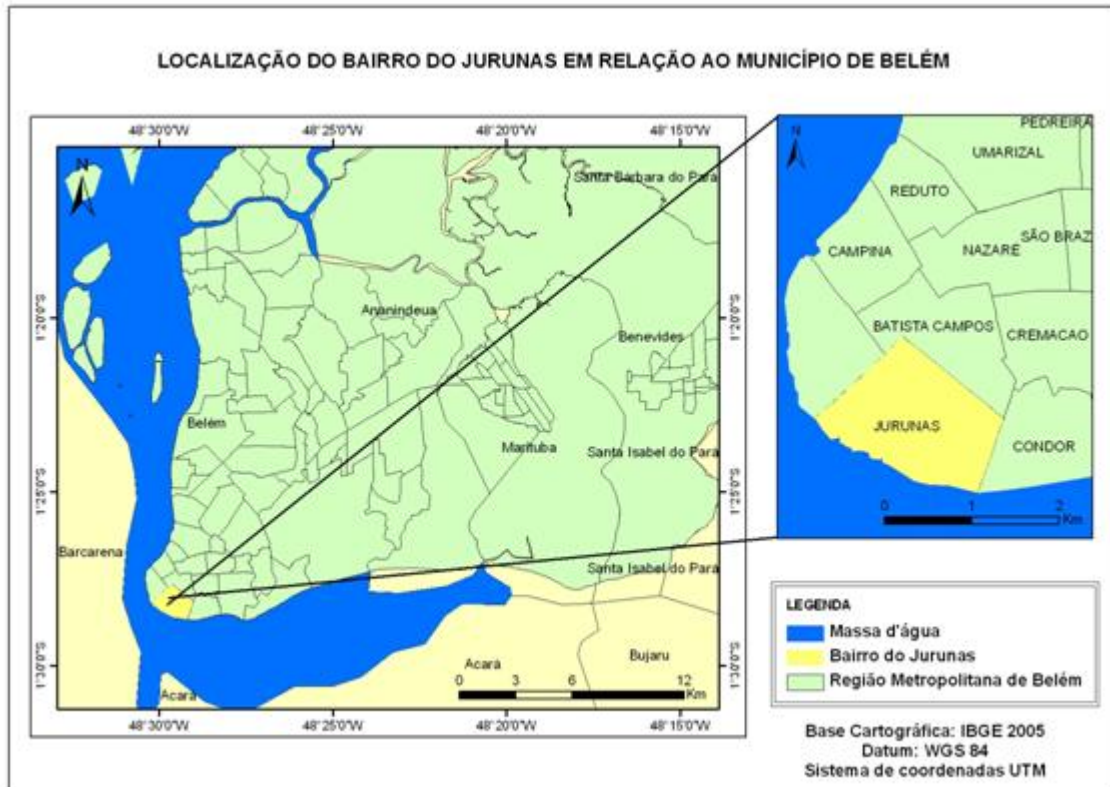 LOCALIZAÇÃO DO BAIRRO DO JURUNAS EM RELAÇÃO AO MUNICÍPIO DE BELÉM
48°30'0"W 48°25'0"W 48°20'0"W 48°15'0"W
N
Santa Bárbara do Pará
1°20'0"S
1°20'0"S
Ananindeua
Benevides
Belém
Marituba
Santa Isabel do Para
1°25'0"S
1°25'0"S
Barcarena
Santa Isabel do Para
1°30'0"S
1°30'0"S
Acará
Bujaru
Acará
0 3 6 12
Km
48°30'0"W 48°25'0"W 48°20'0"W 48°15'0"W
N
PEDREIRA
UMARIZAL
REDUTO
SÃO BRAZ
CAMPINA
NAZARÉ
BATISTA CAMPOS
CREMACAO
JURUNAS
CONDOR
0 1 2
Km
LEGENDA
Massa d'água
Bairro do Jurunas
Região Metropolitana de Belém
Base Cartográfica: IBGE 2005
Datum: WGS 84
Sistema de coordenadas UTM